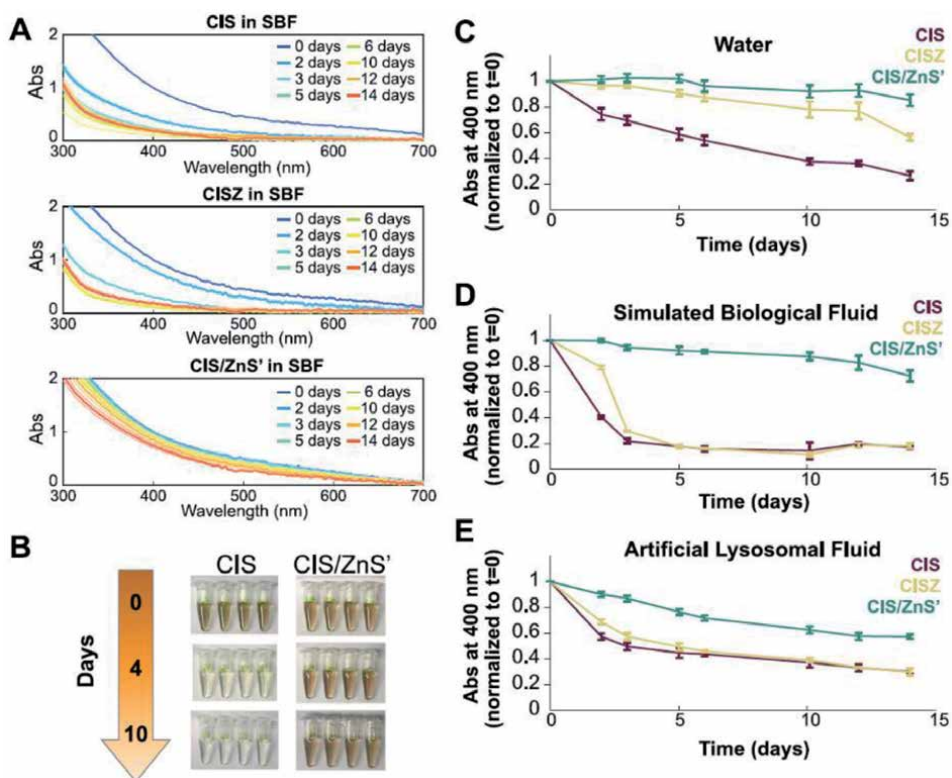 A
CIS in SBF
2
1
0
Abs
0 days
2 days
3 days
5 days
6 days
10 days
12 days
14 days
300 400 500 600 700
Wavelength (nm)
CISZ in SBF
2
1
0
Abs
0 days
2 days
3 days
5 days
6 days
10 days
12 days
14 days
300 400 500 600 700
Wavelength (nm)
CIS/ZnS' in SBF
2
1
0
Abs
0 days
2 days
3 days
5 days
6 days
10 days
12 days
14 days
300 400 500 600 700
Wavelength (nm)
B
CIS CIS/ZnS'
Days
0
4
10
C
Water
CIS
CISZ
CIS/ZnS'
Abs at 400 nm
(normalized to t=0)
1
0.8
0.6
0.4
0.2
0
0 5 10 15
Time (days)
D
Simulated Biological Fluid
CIS
CISZ
CIS/ZnS'
Abs at 400 nm
(normalized to t=0)
1
0.8
0.6
0.4
0.2
0
0 5 10 15
Time (days)
E
Artificial Lysosomal Fluid
CIS
CISZ
CIS/ZnS'
Abs at 400 nm
(normalized to t=0)
1
0.8
0.6
0.4
0.2
0
0 5 10 15
Time (days)